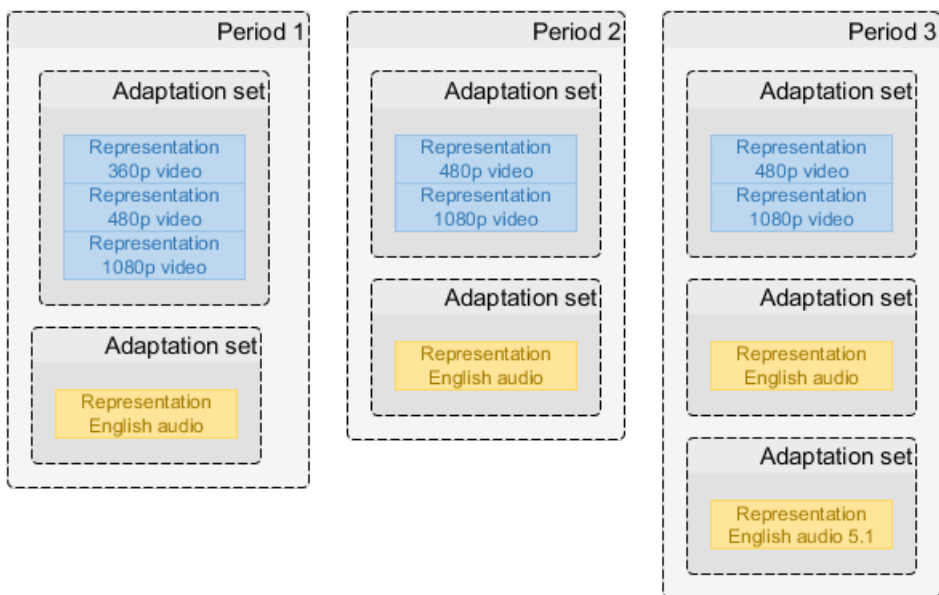 Period 1
Adaptation set
Representation
360p video
Representation
480p video
Representation
1080p video
Adaptation set
Representation
English audio
Period 2
Adaptation set
Representation
480p video
Representation
1080p video
Adaptation set
Representation
English audio
Period 3
Adaptation set
Representation
480p video
Representation
1080p video
Adaptation set
Representation
English audio
Adaptation set
Representation
English audio 5.1